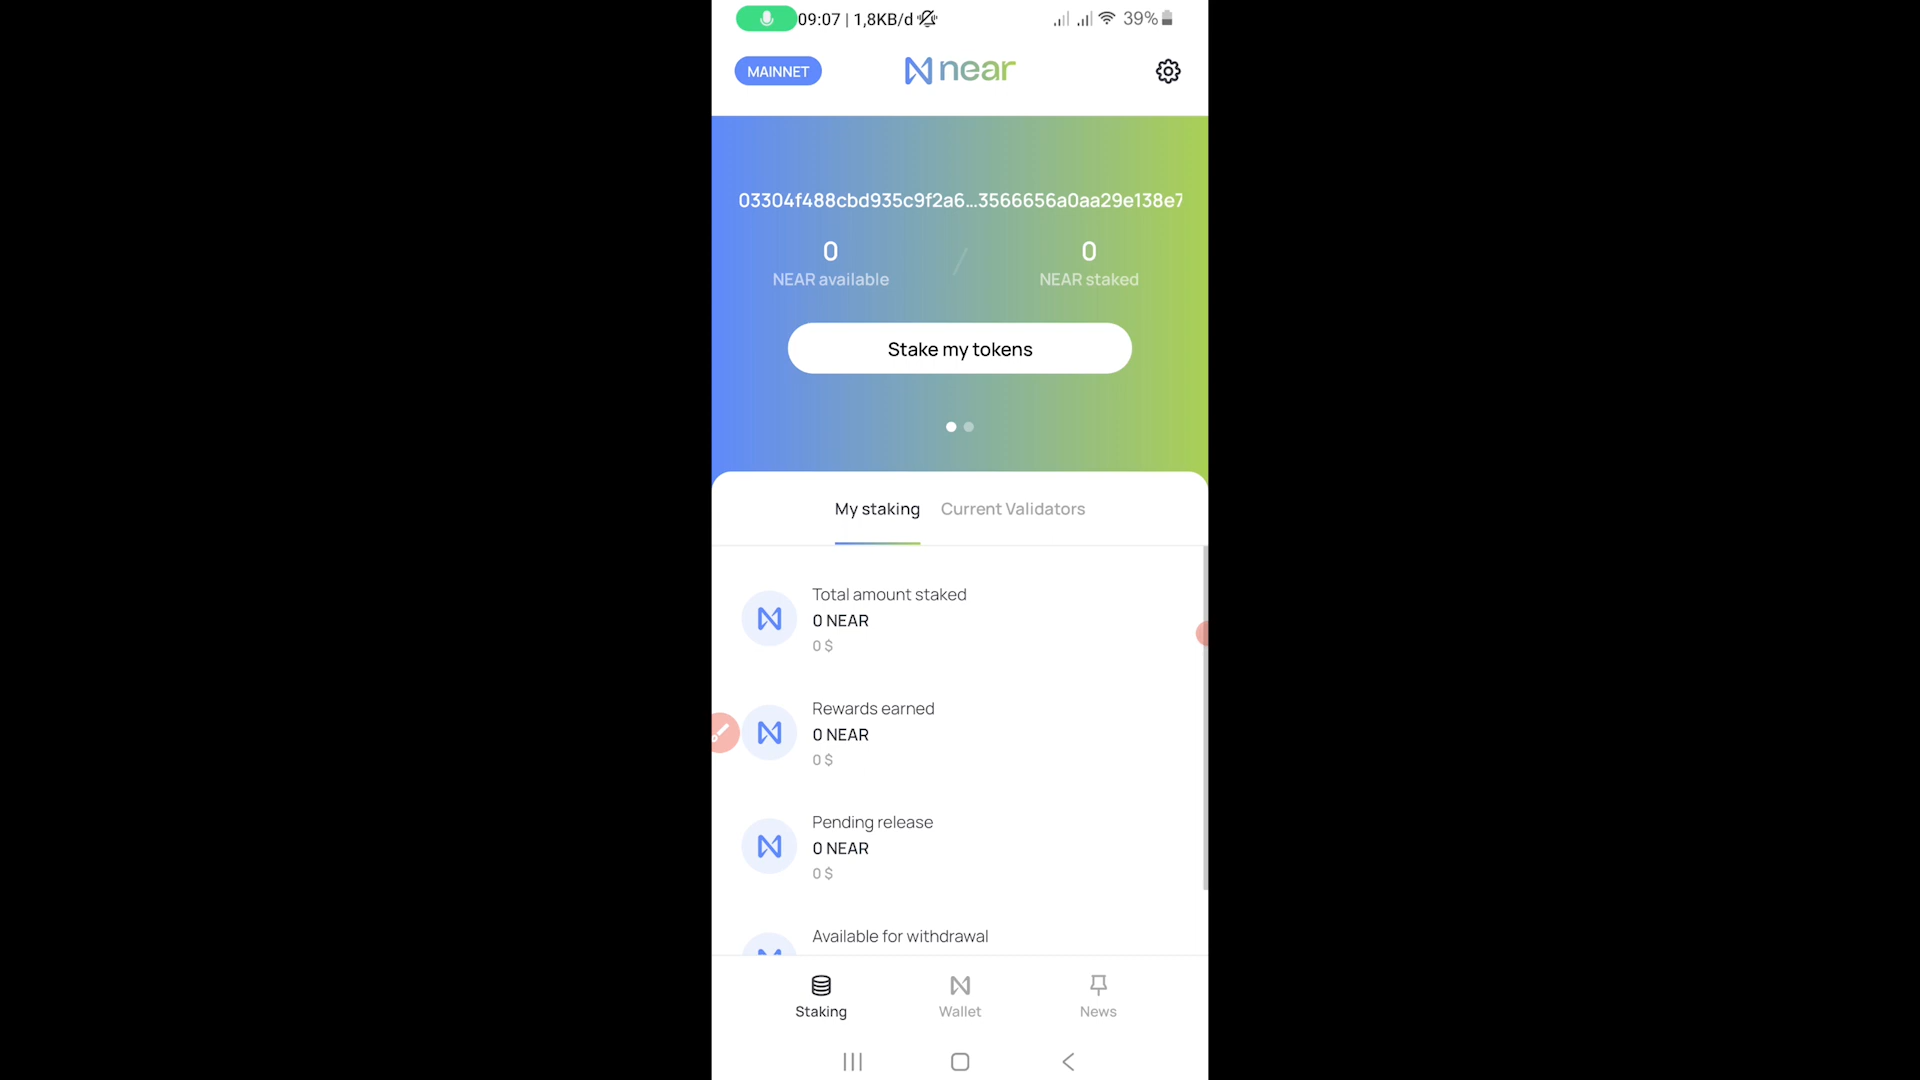 09:07 | 1,8KB/d 39%
MAINNET near
03304f488cbd935c9f2a6...3566656a0aa29e138e7
0 / 0
NEAR available NEAR staked
Stake my tokens
My staking Current Validators
Total amount staked
0 NEAR
0 $
Rewards earned
0 NEAR
0 $
Pending release
0 NEAR
0 $
Available for withdrawal
Staking Wallet News